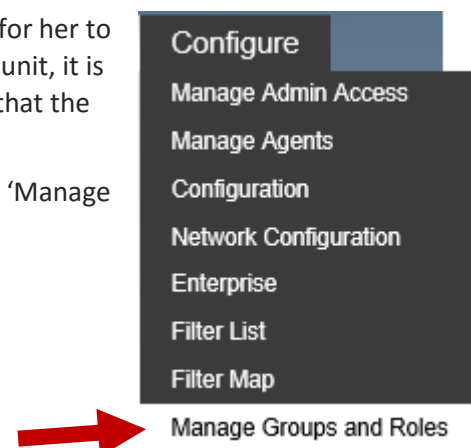 for her to
unit, it is
that the
‘Manage
Configure
Manage Admin Access
Manage Agents
Configuration
Network Configuration
Enterprise
Filter List
Filter Map
Manage Groups and Roles